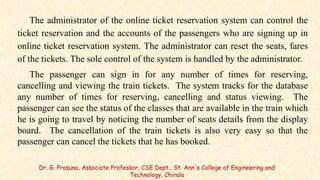 The administrator of the online ticket reservation system can control the
ticket reservation and the accounts of the passengers who are signing up in
online ticket reservation system. The administrator can reset the seats, fares
of the tickets. The sole control of the system is handled by the administrator.
The passenger can sign in for any number of times for reserving,
cancelling and viewing the train tickets. The system tracks for the database
any number of times for reserving, cancelling and status viewing. The
passenger can see the status of the classes that are available in the train which
he is going to travel by noticing the number of seats details from the display
board. The cancellation of the train tickets is also very easy so that the
passenger can cancel the tickets that he has booked.
Dr. G. Prasuna, Associate Professor, CSE Dept., St. Ann's College of Engineering and
Technology, Chirala